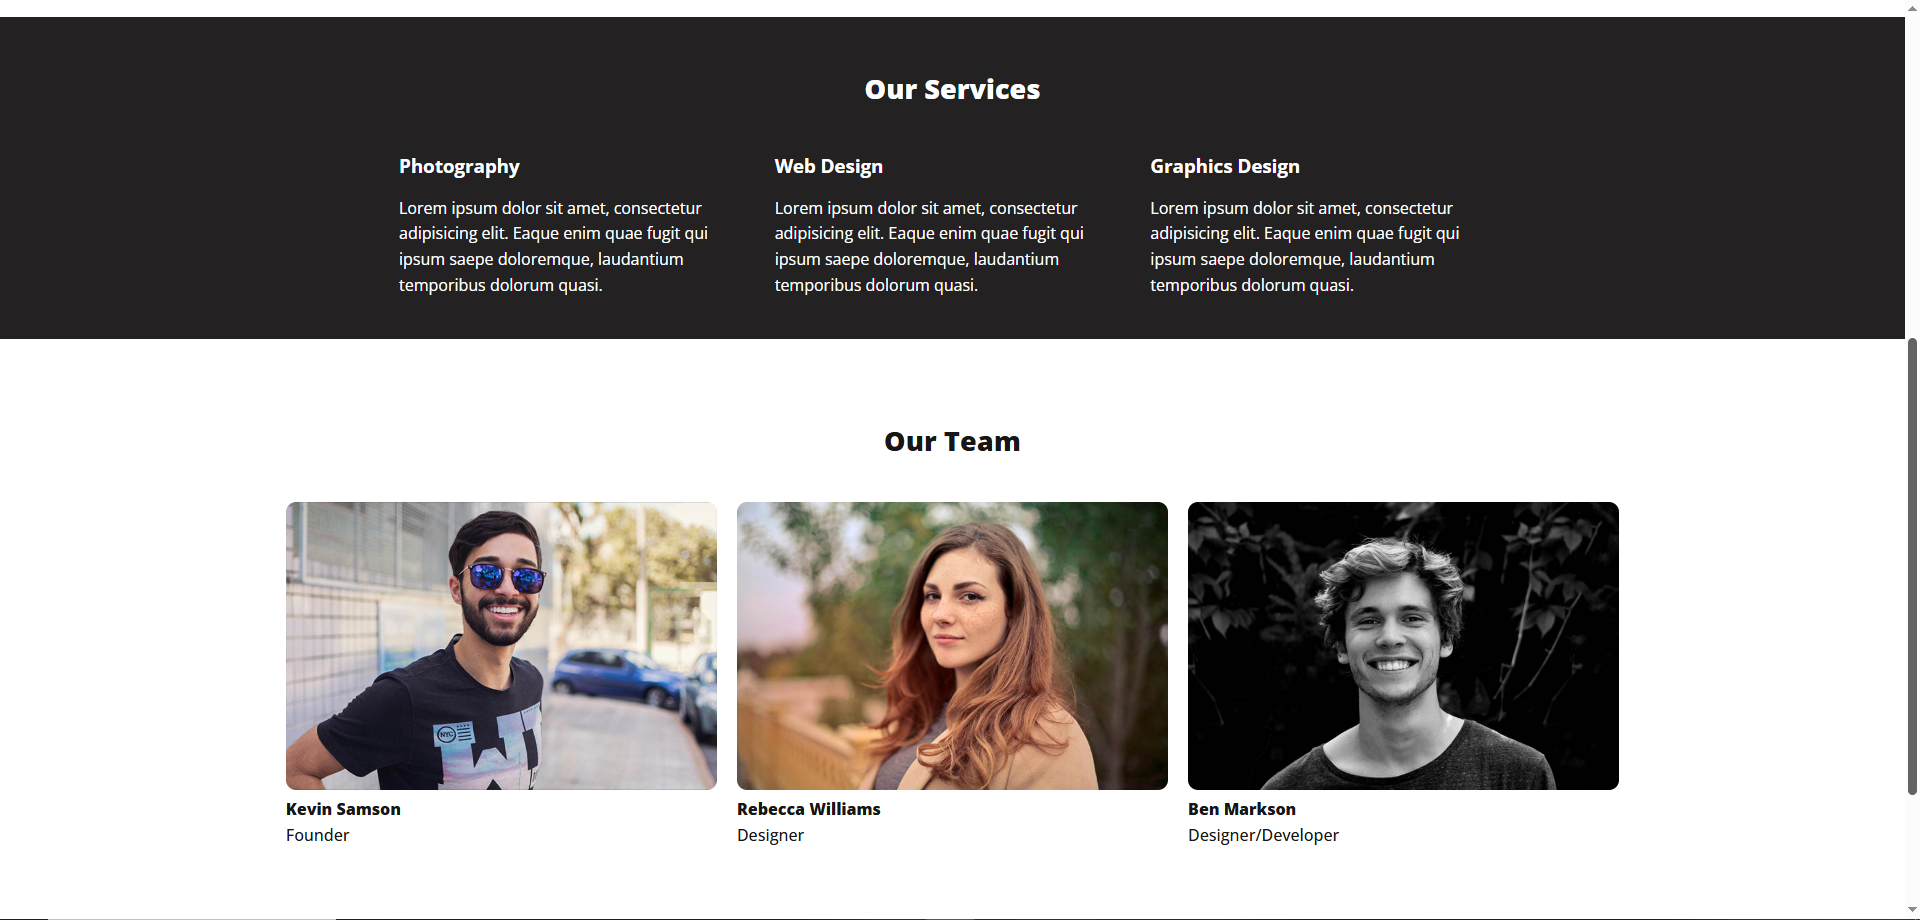 Our Services
Photography
Lorem ipsum dolor sit amet, consectetur
adipisicing elit. Eaque enim quae fugit qui
ipsum saepe doloremque, laudantium
temporibus dolorum quasi.
Web Design
Lorem ipsum dolor sit amet, consectetur
adipisicing elit. Eaque enim quae fugit qui
ipsum saepe doloremque, laudantium
temporibus dolorum quasi.
Graphics Design
Lorem ipsum dolor sit amet, consectetur
adipisicing elit. Eaque enim quae fugit qui
ipsum saepe doloremque, laudantium
temporibus dolorum quasi.
Our Team
NYC
Kevin Samson
Founder
Rebecca Williams
Designer
Ben Markson
Designer/Developer